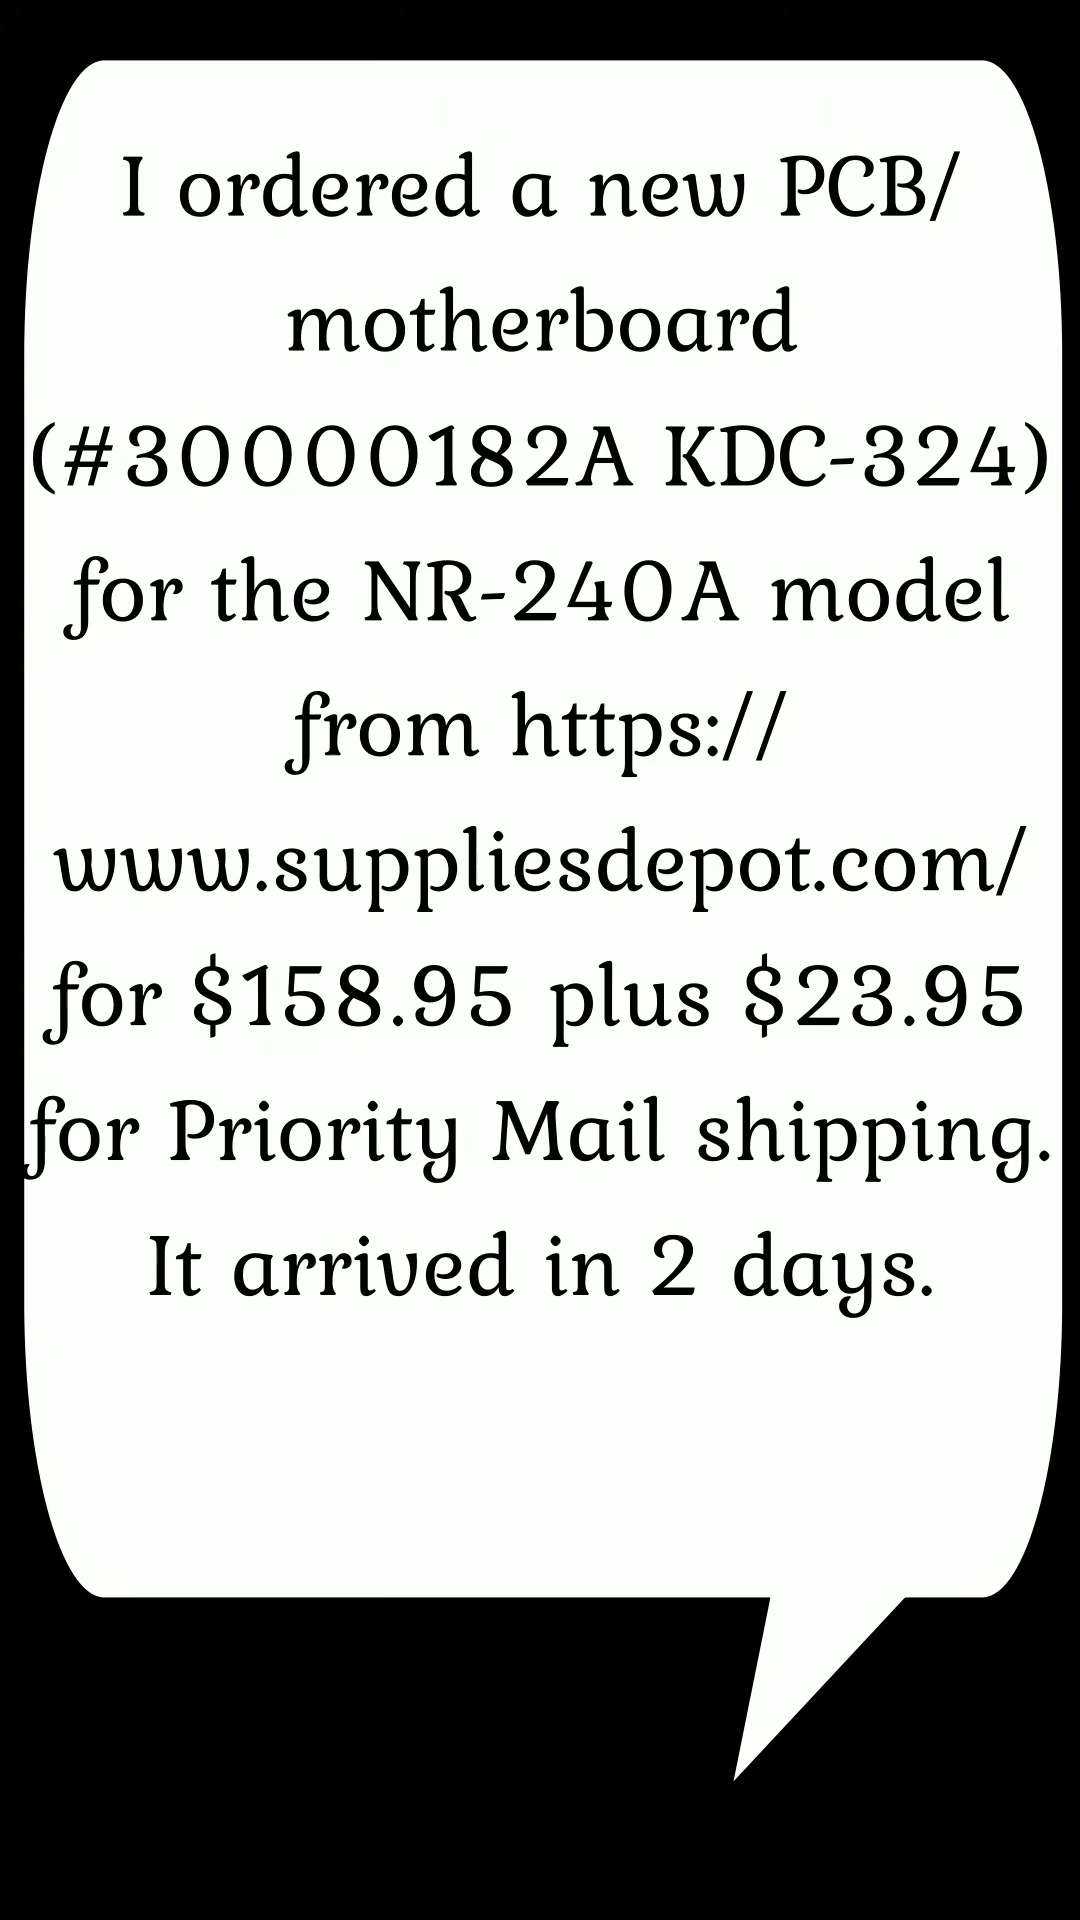 I ordered a new PCB/
motherboard
(#30000182A KDC-324)
for the NR-240A model
from https://
www.suppliesdepot.com/
for $158.95 plus $23.95
for Priority Mail shipping.
It arrived in 2 days.